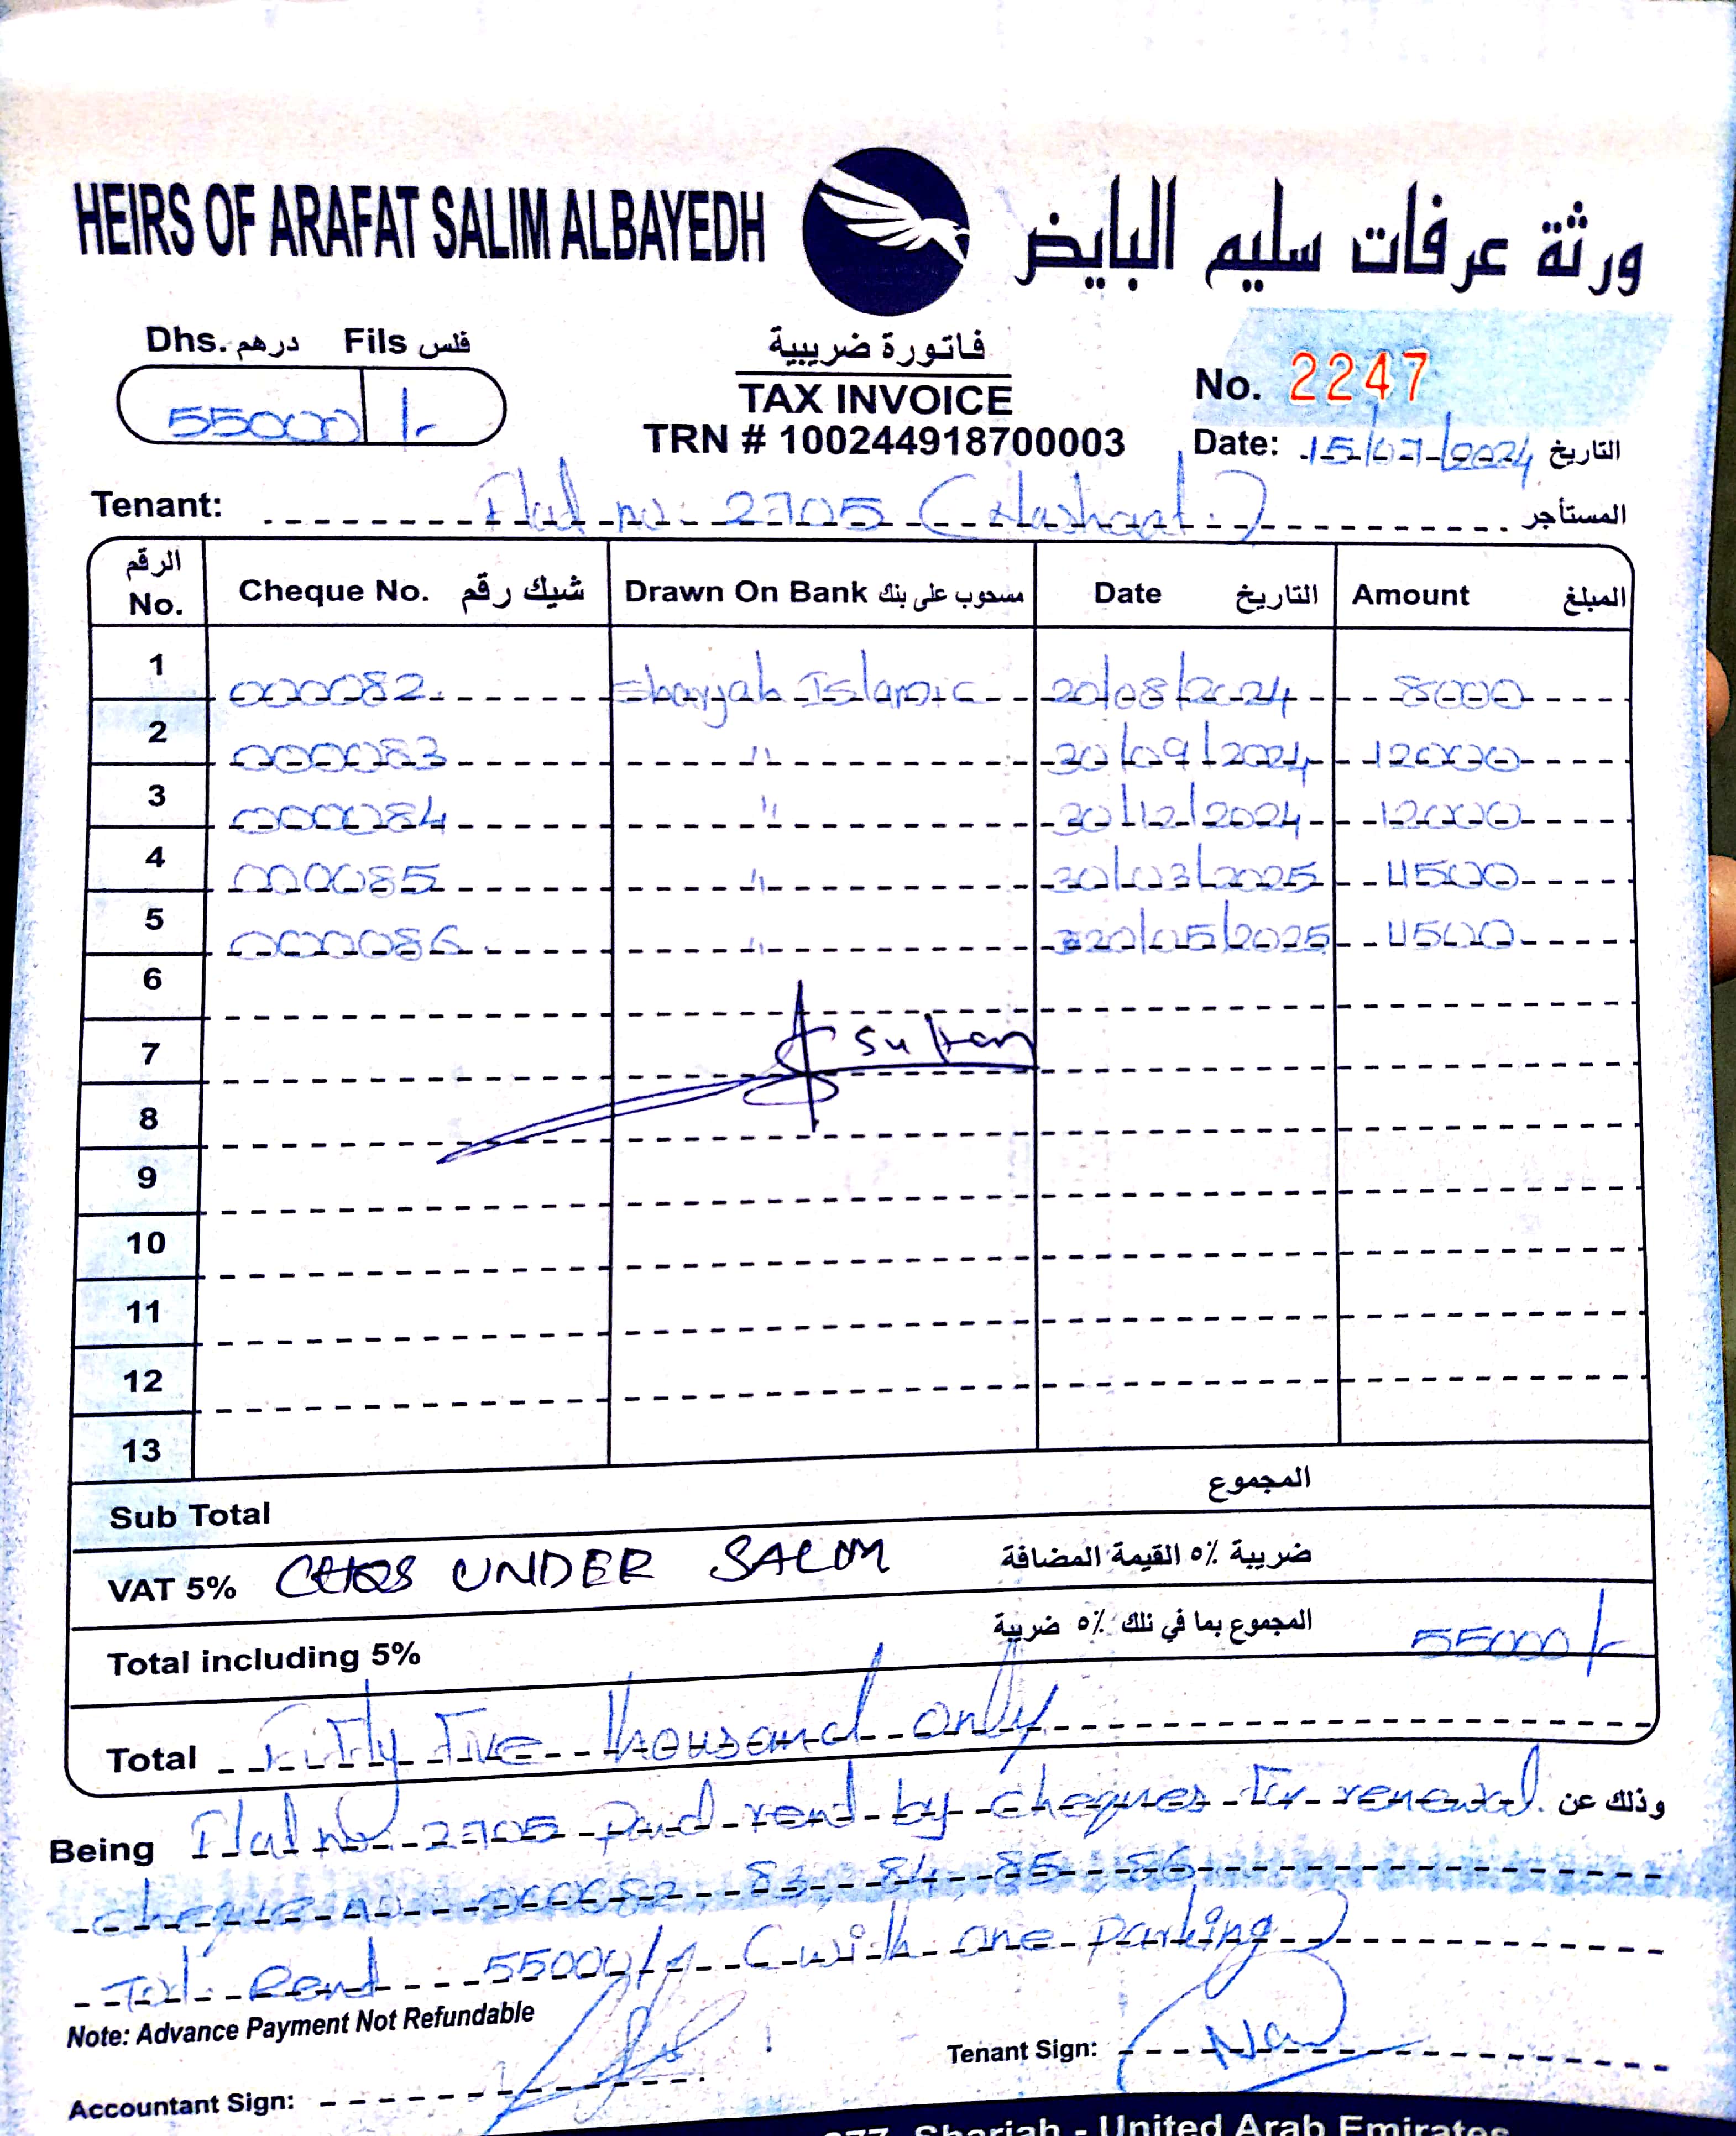 HEIRS OF ARAFAT SALIM ALBAYEDH ورثة عرفات سليم البايض
Dhs. درهم Fils فلس
55000 /-
فاتورة ضريبية
TAX INVOICE
TRN # 100244918700003
No. 2247
Date: 15/07/2024 التاريخ
Tenant: Flat no. 2705 المستأجر
الرقم No. Cheque No. شيك رقم Drawn On Bank مسحوب على بنك Date التاريخ Amount المبلغ
1 000082 Sharjah Islamic 20/08/2024 8000
2 000083 " 30/09/2024 12000
3 000084 " 30/12/2024 12000
4 000085 " 30/03/2025 11500
5 000086 " 20/05/2025 11500
6
7 Sultan
8
9
10
11
12
13
Sub Total المجموع
VAT 5% CHQS UNDER SALIM ضريبة ٥٪ القيمة المضافة
Total including 5% المجموع بما في ذلك ٥٪ ضريبة 55000/-
Total Fifty Five thousand only
Being Flat no 2705 Paid rend by cheques for renewal. وذلك عن
cheque no 000082, 83, 84, 85, 86
Tot. Rend 55000/- (with one parking)
Note: Advance Payment Not Refundable
Tenant Sign:
Accountant Sign:
Sharjah - United Arab Emirates